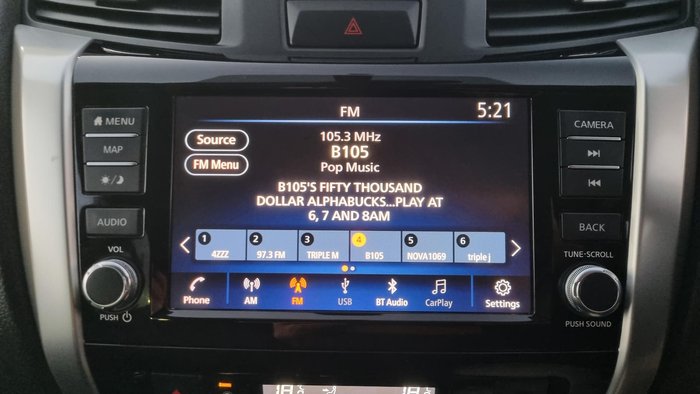 FM
5:21
MENU
MAP
AUDIO
VOL
PUSH
Source
FM Menu
105.3 MHz
B105
Pop Music
B105'S FIFTY THOUSAND
DOLLAR ALPHABUCKS...PLAY AT
6, 7 AND 8AM
1
4ZZZ
2
97.3 FM
3
TRIPLE M
4
B105
5
NOVA1069
6
triple j
Phone
AM
FM
USB
BT Audio
CarPlay
Settings
CAMERA
BACK
TUNE-SCROLL
PUSH SOUND